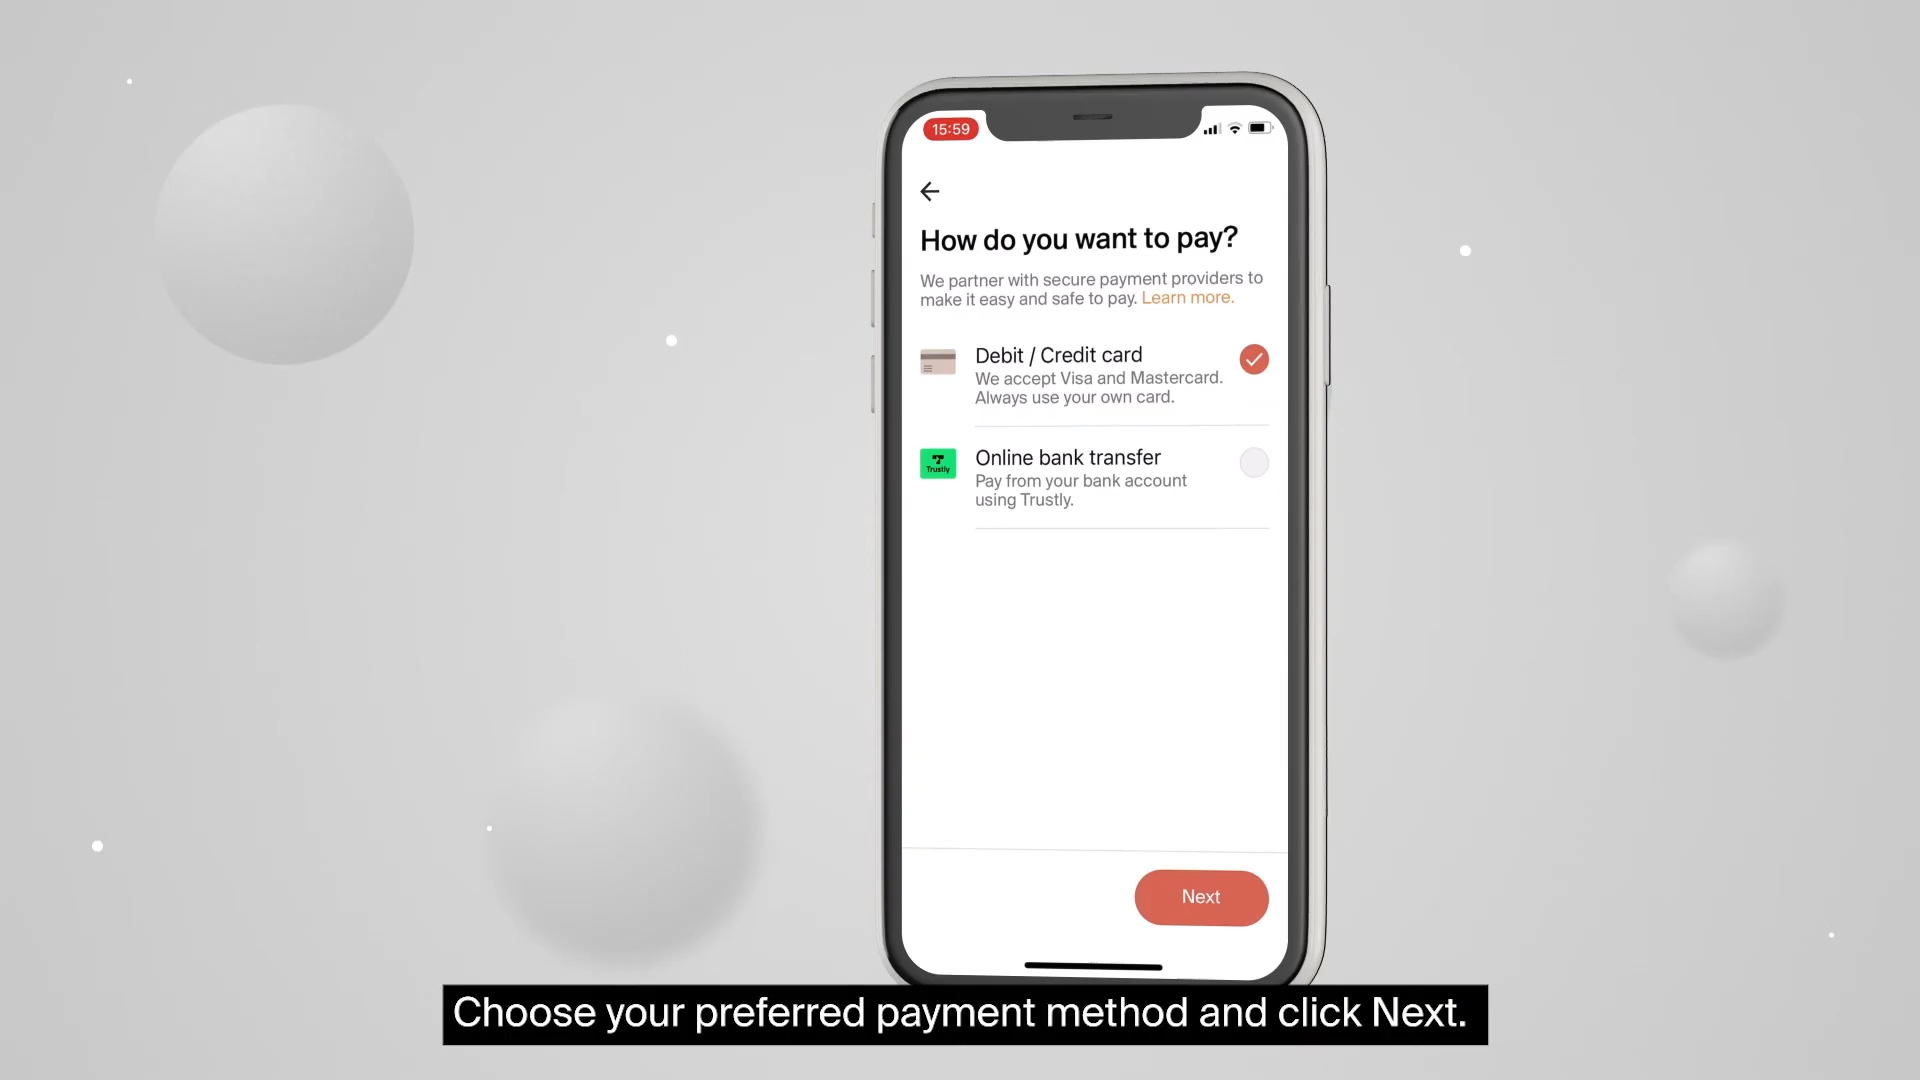 15:59
How do you want to pay?
We partner with secure payment providers to
make it easy and safe to pay. Learn more.
Debit / Credit card
We accept Visa and Mastercard.
Always use your own card.
Trustly
Online bank transfer
Pay from your bank account
using Trustly.
Next
Choose your preferred payment method and click Next.